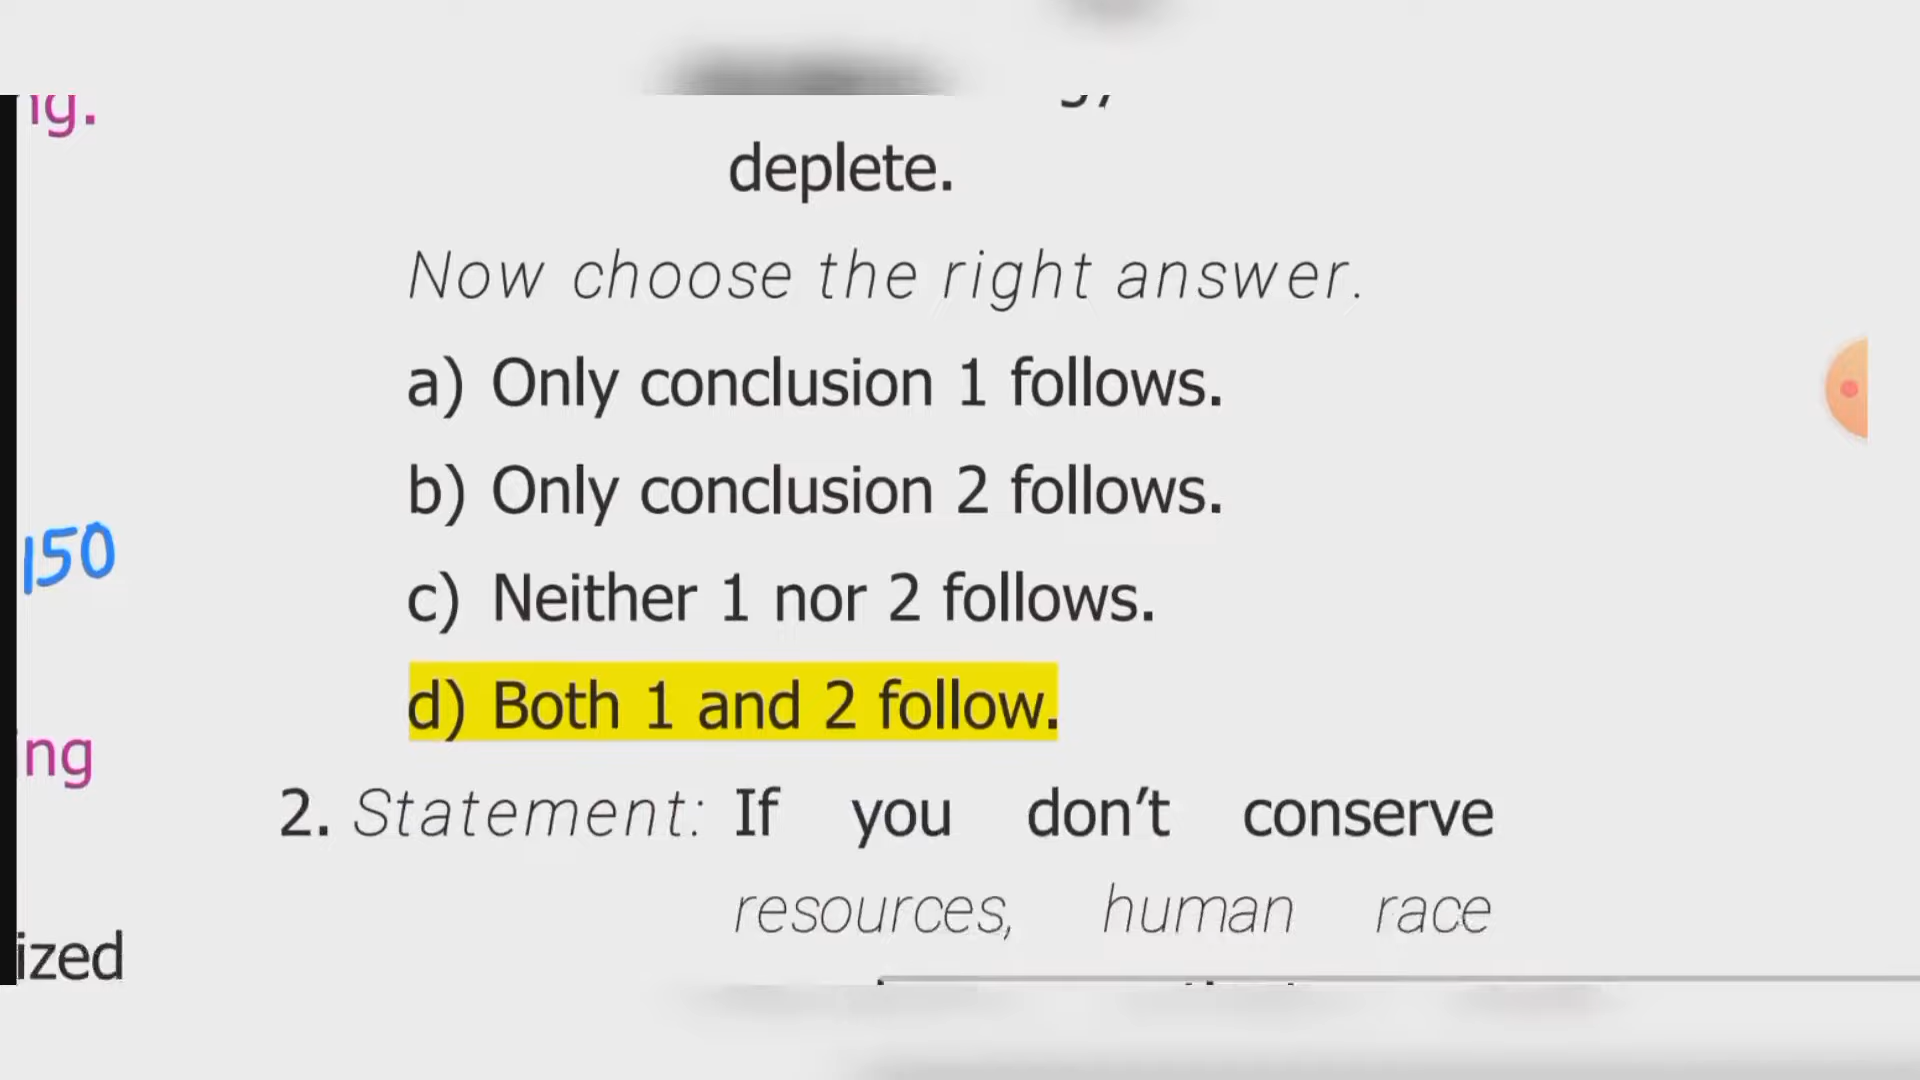 deplete.
Now choose the right answer.
a) Only conclusion 1 follows.
b) Only conclusion 2 follows.
c) Neither 1 nor 2 follows.
d) Both 1 and 2 follow.
2. Statement: If you don’t conserve
resources, human race
150
ng
ized